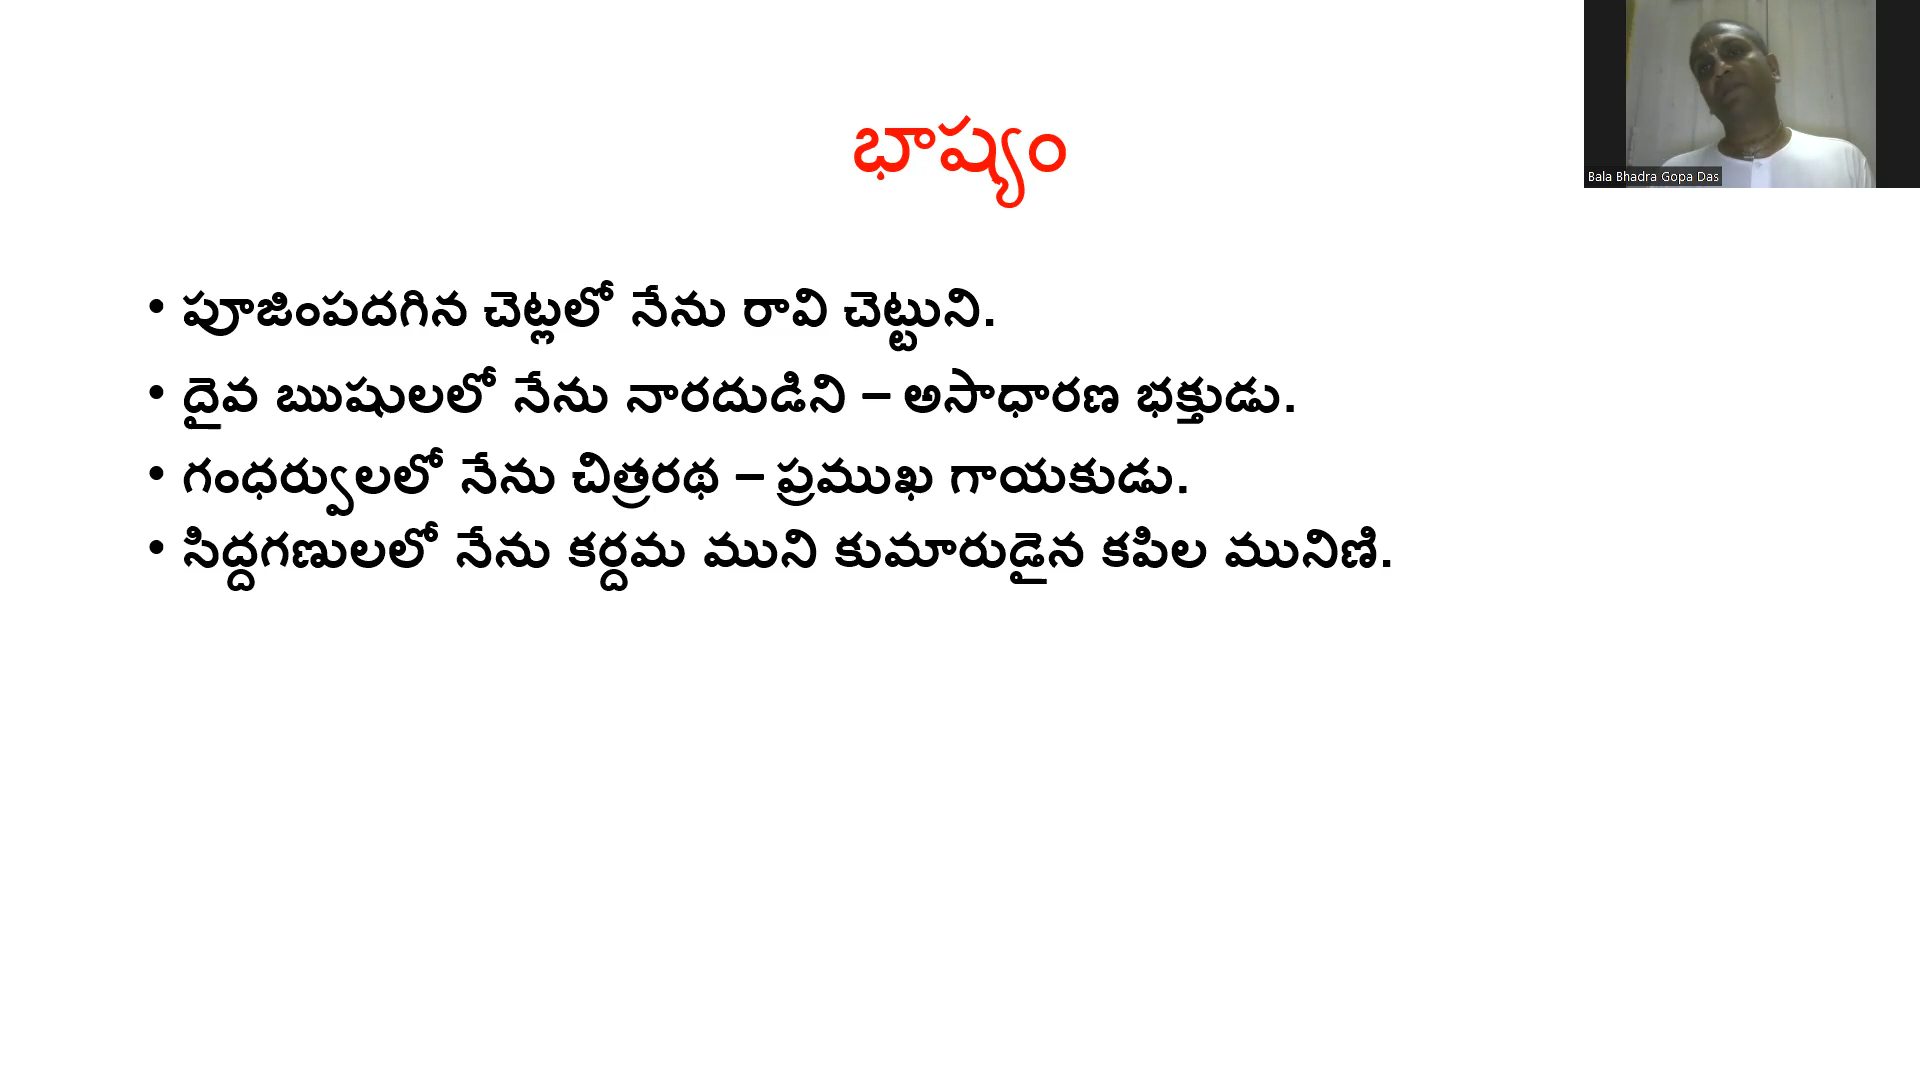 భాష్యం
Bala Bhadra Gopa Das
• పూజింపదగిన చెట్లలో నేను రావి చెట్టుని.
• దైవ ఋషులలో నేను నారదుడిని – అసాధారణ భక్తుడు.
• గంధర్వులలో నేను చిత్రరథ – ప్రముఖ గాయకుడు.
• సిద్దగణులలో నేను కర్దమ ముని కుమారుడైన కపిల మునిణి.